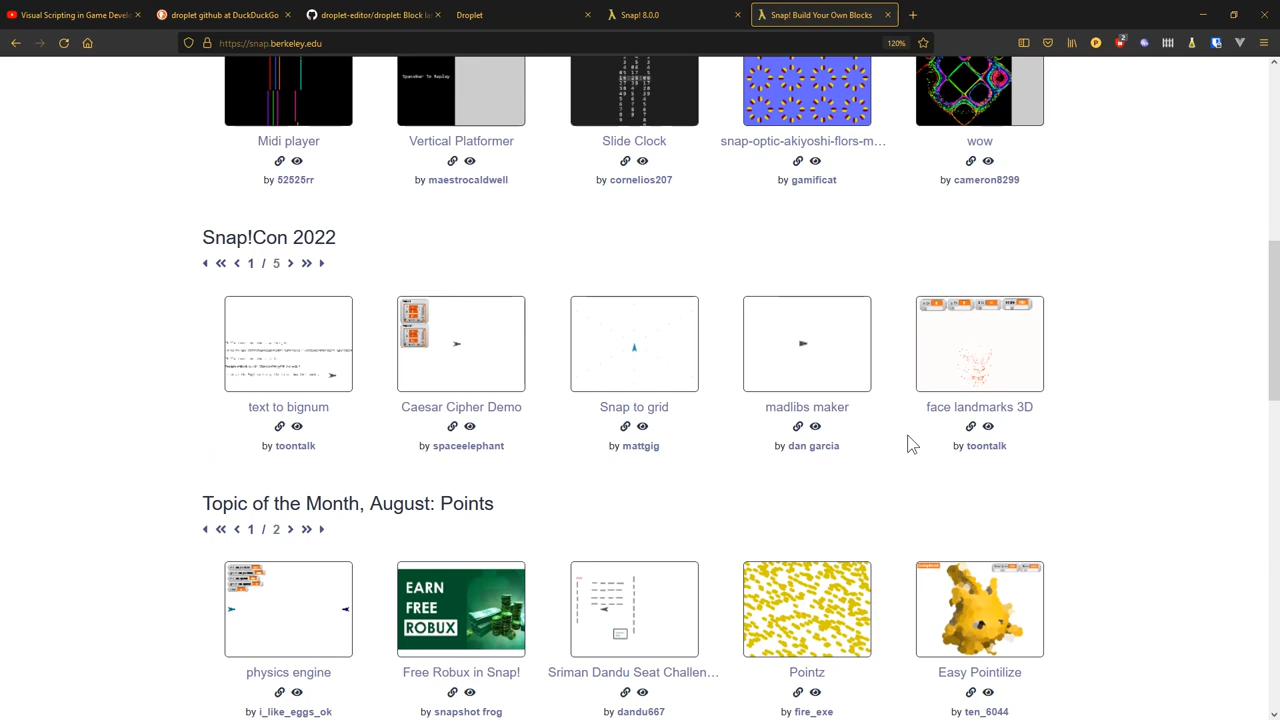 Visual Scripting in Game Develo
droplet github at DuckDuckGo
droplet-editor/droplet: Block la
Droplet
Snap! 8.0.0
Snap! Build Your Own Blocks
https://snap.berkeley.edu
120%
2
Spacebar To Replay
Midi player
Vertical Platformer
Slide Clock
snap-optic-akiyoshi-flors-m...
wow
by 52525rr
by maestrocaldwell
by cornelios207
by gamificat
by cameron8299
Snap!Con 2022
1 / 5
text to bignum
Caesar Cipher Demo
Snap to grid
madlibs maker
face landmarks 3D
by toontalk
by spaceelephant
by mattgig
by dan garcia
by toontalk
Topic of the Month, August: Points
1 / 2
EARN
FREE
ROBUX
physics engine
Free Robux in Snap!
Sriman Dandu Seat Challen...
Pointz
Easy Pointilize
by i_like_eggs_ok
by snapshot frog
by dandu667
by fire_exe
by ten_6044